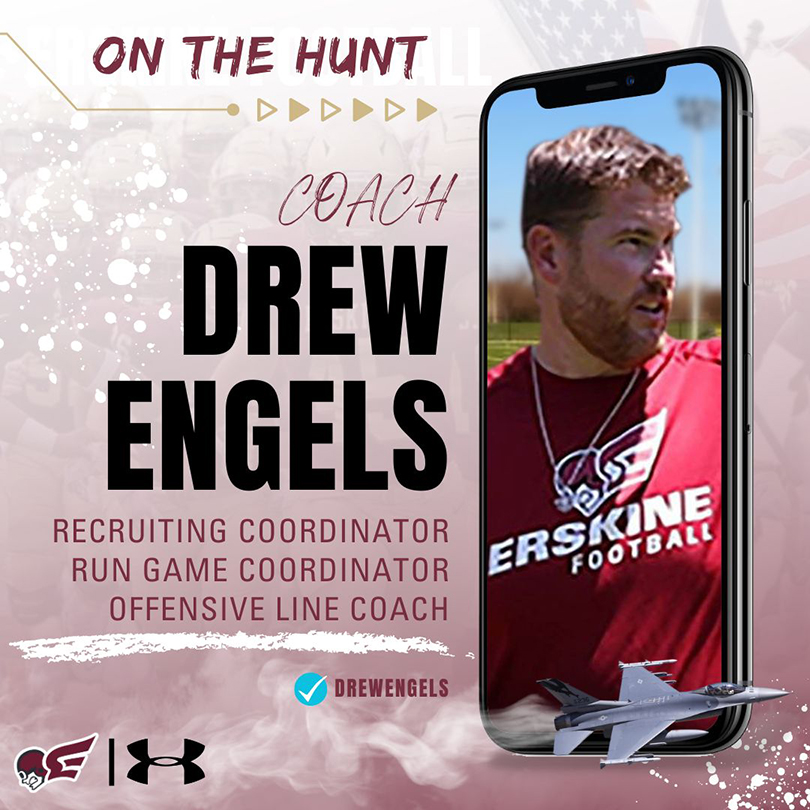 ON THE HUNT
COACH
DREW
ENGELS
RECRUITING COORDINATOR
RUN GAME COORDINATOR
OFFENSIVE LINE COACH
DREWENGELS
ERSKINE
FOOTBALL